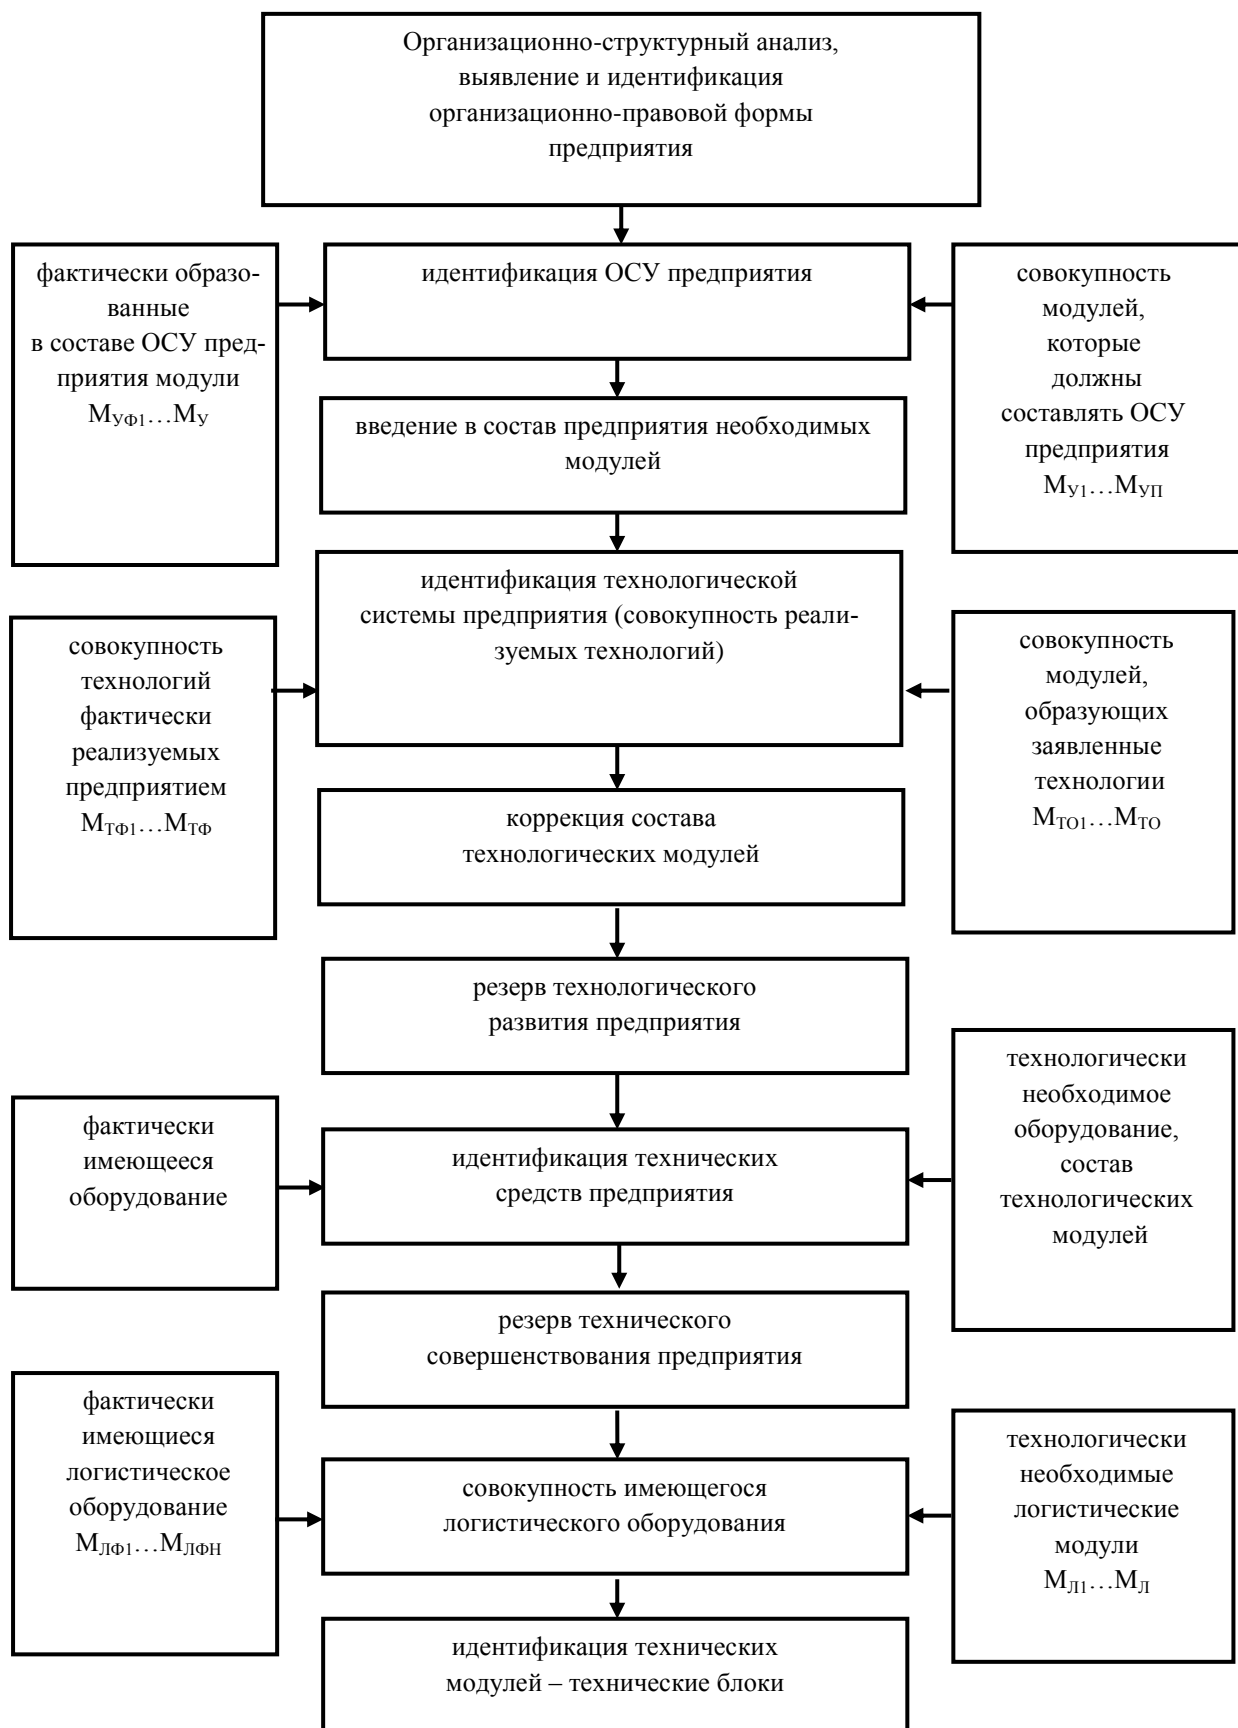 Организационно-структурный анализ,
выявление и идентификация
организационно-правовой формы
предприятия
фактически образо-
ванные
в составе ОСУ пред-
приятия модули
МУФ1…МУ
идентификация ОСУ предприятия
совокупность
модулей,
которые
должны
составлять ОСУ
предприятия
МУ1…МУП
введение в состав предприятия необходимых
модулей
идентификация технологической
системы предприятия (совокупность реали-
зуемых технологий)
совокупность
технологий
фактически
реализуемых
предприятием
МТФ1…МТФ
совокупность
модулей,
образующих
заявленные
технологии
МТО1…МТО
коррекция состава
технологических модулей
резерв технологического
развития предприятия
фактически
имеющееся
оборудование
идентификация технических
средств предприятия
технологически
необходимое
оборудование,
состав
технологических
модулей
резерв технического
совершенствования предприятия
фактически
имеющиеся
логистическое
оборудование
МЛФ1…МЛФН
совокупность имеющегося
логистического оборудования
технологически
необходимые
логистические
модули
МЛ1…МЛ
идентификация технических
модулей – технические блоки